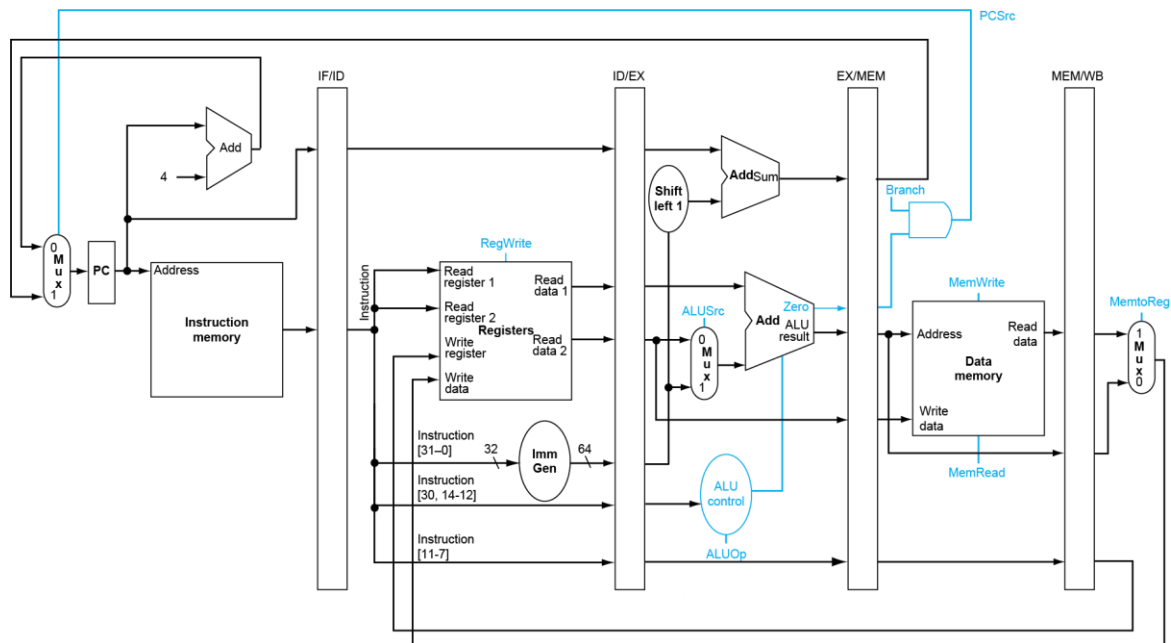 PCSrc
IF/ID
ID/EX
EX/MEM
MEM/WB
Add
4
Add Sum
Shift
left 1
Branch
0
Mux
1
PC
Address
Instruction
memory
Instruction
RegWrite
Read
register 1
Read
register 2
Write
register
Write
data
Registers
Read
data 1
Read
data 2
ALUSrc
0
Mux
1
Add
Zero
ALU
result
MemWrite
Address
Read
data
Data
memory
Write
data
MemRead
MemtoReg
1
Mux
0
Instruction
[31–0]
32
Imm
Gen
64
Instruction
[30, 14-12]
ALU
control
Instruction
[11-7]
ALUOp